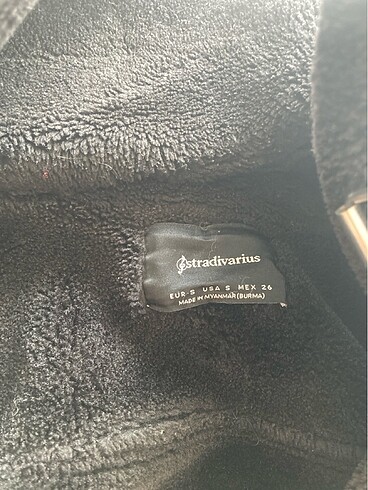 stradivarius
EUR·S USA S MEX 26
MADE IN MYANMAR (BURMA)